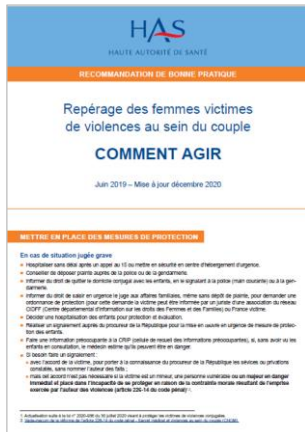 HAS
HAUTE AUTORITÉ DE SANTÉ
RECOMMANDATION DE BONNE PRATIQUE
Repérage des femmes victimes
de violences au sein du couple
COMMENT AGIR
Juin 2019 – Mise à jour décembre 2020
METTRE EN PLACE DES MESURES DE PROTECTION
En cas de situation jugée grave
Hospitaliser sans délai après un appel au 15 ou mettre en sécurité en centre d'hébergement d'urgence.
Conseiller de déposer plainte auprès de la police ou de la gendarmerie.
Informer du droit de quitter le domicile conjugal avec les enfants, en le signalant à la police (main courante) ou à la gen-
darmerie.
Informer du droit de saisir en urgence le juge aux affaires familiales, même sans dépôt de plainte, pour demander une
ordonnance de protection (pour cette demande la victime peut être informée par un juriste d'une association du réseau
CIDFF (Centre départemental d'information sur les droits des Femmes et des Familles) ou France victime.
Décider une hospitalisation des enfants pour protection et évaluation.
Réaliser un signalement auprès du procureur de la République pour la mise en œuvre en urgence de mesure de protec-
tion des enfants.
Faire une information préoccupante à la CRIP (cellule de recueil des informations préoccupantes), si, sans avoir vu les
enfants en consultation, le médecin estime qu'ils peuvent être en danger.
Si besoin faire un signalement :
avec l'accord de la victime, pour porter à la connaissance du procureur de la République les sévices ou privations
constatés, sans nommer l'auteur des faits ;
mais cet accord n'est pas nécessaire si la victime est un mineur, une personne vulnérable ou un majeur en danger
immédiat et placé dans l'incapacité de se protéger en raison de la contrainte morale résultant de l'emprise
exercée par l'auteur des violences (article 226-14 du code pénal)